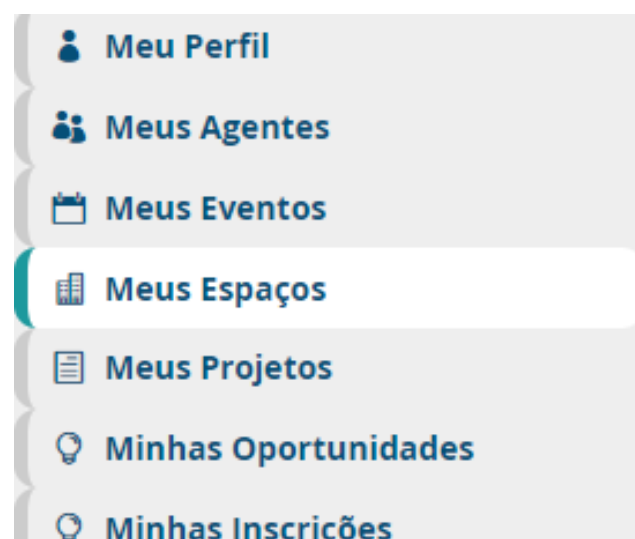 Meu Perfil
Meus Agentes
Meus Eventos
Meus Espaços
Meus Projetos
Minhas Oportunidades
Minhas Inscrições